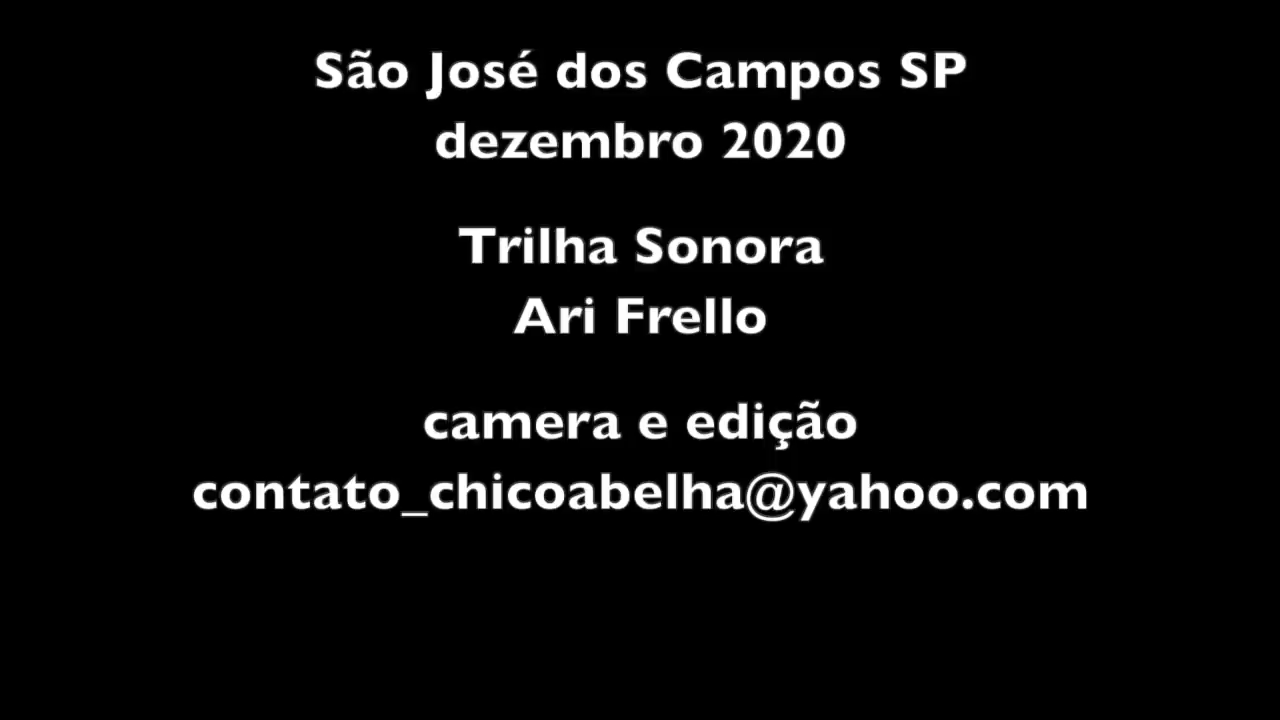 São José dos Campos SP
dezembro 2020
Trilha Sonora
Ari Frello
camera e edição
contato_chicoabelha@yahoo.com